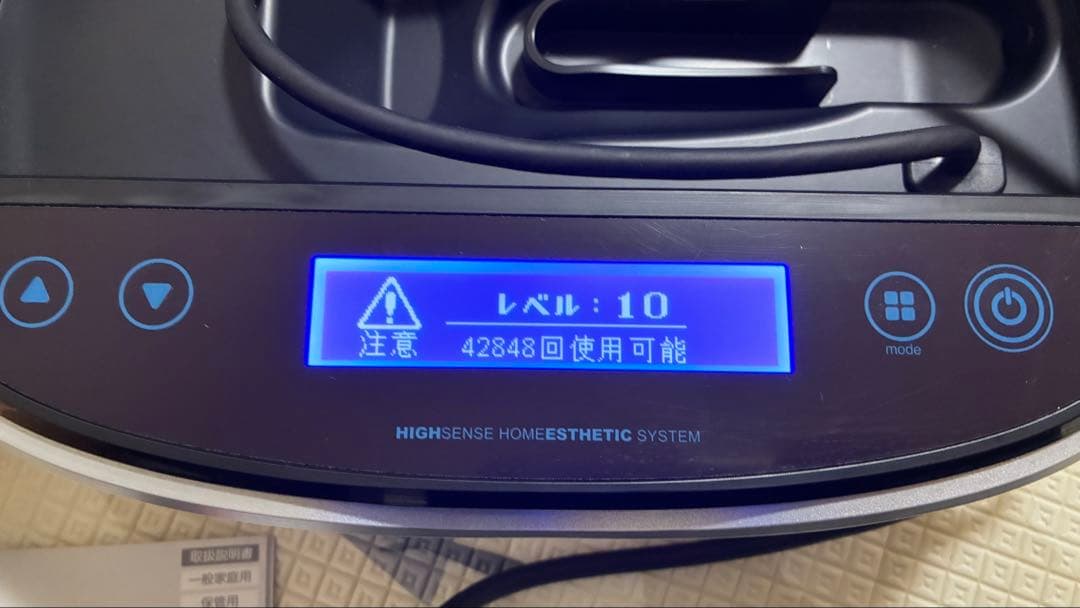 レベル：10
注意
42848回使用可能
mode
HIGHSENSE HOMEESTHETIC SYSTEM
取扱説明書
一般家庭用
保管用